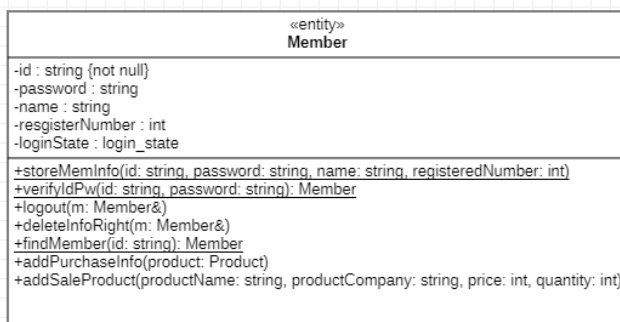 «entity»
Member
-id : string {not null}
-password : string
-name : string
-resgisterNumber : int
-loginState : login_state
+storeMemInfo(id: string, password: string, name: string, registeredNumber: int)
+verifyIdPw(id: string, password: string): Member
+logout(m: Member&)
+deleteInfoRight(m: Member&)
+findMember(id: string): Member
+addPurchaseInfo(product: Product)
+addSaleProduct(productName: string, productCompany: string, price: int, quantity: int)